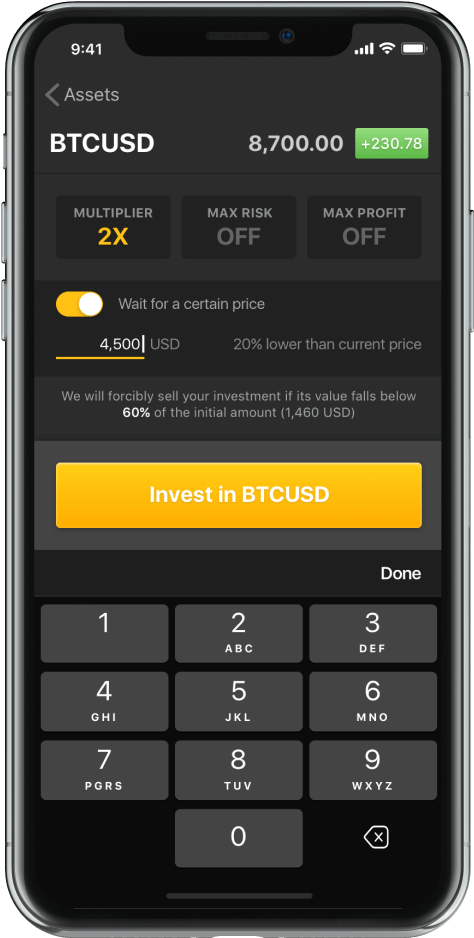 9:41
Assets
BTCUSD 8,700.00 +230.78
MULTIPLIER MAX RISK MAX PROFIT
2X OFF OFF
Wait for a certain price
4,500 USD 20% lower than current price
We will forcibly sell your investment if its value falls below
60% of the initial amount (1,460 USD)
Invest in BTCUSD
Done
1 2 3
ABC DEF
4 5 6
GHI JKL MNO
7 8 9
PGRS TUV WXYZ
0